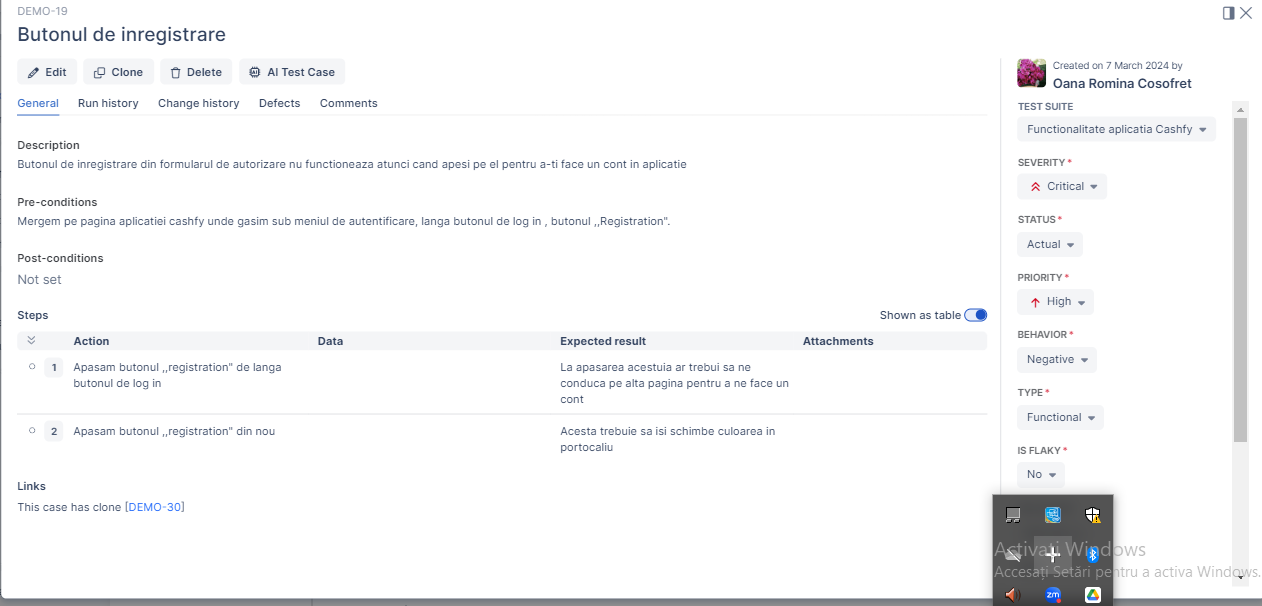 DEMO-19
Butonul de inregistrare
Edit
Clone
Delete
AI Test Case
General
Run history
Change history
Defects
Comments
Description
Butonul de inregistrare din formularul de autorizare nu functioneaza atunci cand apesi pe el pentru a-ti face un cont in aplicatie
Pre-conditions
Mergem pe pagina aplicatiei cashfy unde gasim sub meniul de autentificare, langa butonul de log in , butonul ,,Registration".
Post-conditions
Not set
Steps
Shown as table
Action Data Expected result Attachments
1 Apasam butonul ,,registration" de langa
butonul de log in
La apasarea acestuia ar trebui sa ne
conduca pe alta pagina pentru a ne face un
cont
2 Apasam butonul ,,registration" din nou
Acesta trebuie sa isi schimbe culoarea in
portocaliu
Links
This case has clone [DEMO-30]
Created on 7 March 2024 by
Oana Romina Cosofret
TEST SUITE
Functionalitate aplicatia Cashfy
SEVERITY *
Critical
STATUS *
Actual
PRIORITY *
High
BEHAVIOR *
Negative
TYPE *
Functional
IS FLAKY *
No
Activați Windows
Accesați Setări pentru a activa Windows.
zm